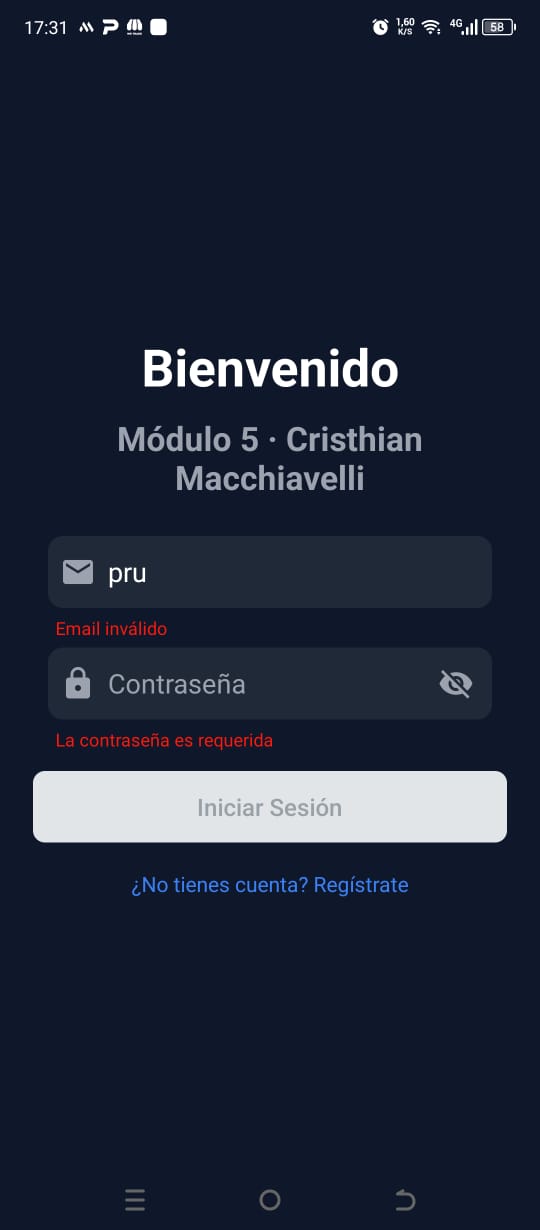 17:31
1,60
K/S
4G
58
Bienvenido
Módulo 5 · Cristhian
Macchiavelli
pru
Email inválido
Contraseña
La contraseña es requerida
Iniciar Sesión
¿No tienes cuenta? Regístrate